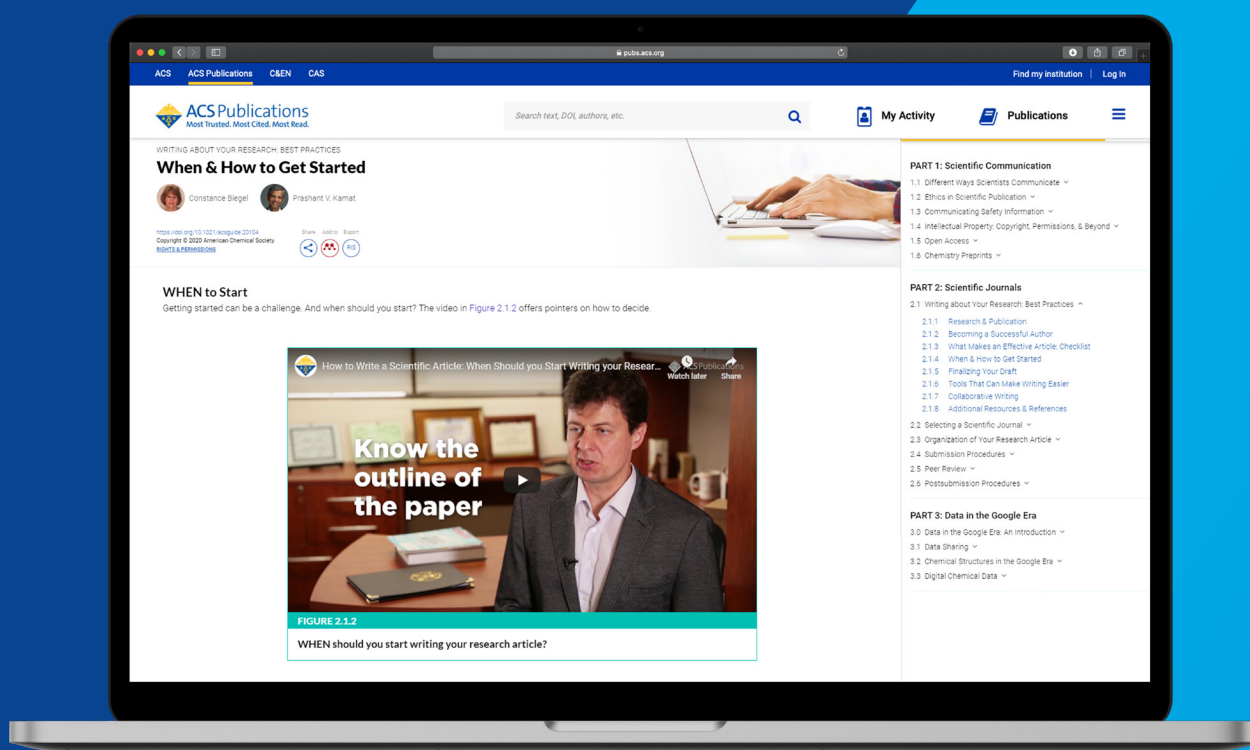 pubs.acs.org
ACS ACS Publications C&EN CAS
Find my institution | Log In
ACS Publications
Most Trusted. Most Cited. Most Read.
Search text, DOI, authors, etc.
My Activity
Publications
WRITING ABOUT YOUR RESEARCH: BEST PRACTICES
When & How to Get Started
Constance Biegel
Prashant V. Kamat
https://doi.org/10.1021/acsguide.20104
Copyright © 2020 American Chemical Society
RIGHTS & PERMISSIONS
Share Add to Export
RIS
WHEN to Start
Getting started can be a challenge. And when should you start? The video in Figure 2.1.2 offers pointers on how to decide.
How to Write a Scientific Article: When Should you Start Writing your Resear...
ACS Publications
Watch later
Share
Know the
outline of
the paper
FIGURE 2.1.2
WHEN should you start writing your research article?
PART 1: Scientific Communication
1.1 Different Ways Scientists Communicate
1.2 Ethics in Scientific Publication
1.3 Communicating Safety Information
1.4 Intellectual Property: Copyright, Permissions, & Beyond
1.5 Open Access
1.6 Chemistry Preprints
PART 2: Scientific Journals
2.1 Writing about Your Research: Best Practices
2.1.1 Research & Publication
2.1.2 Becoming a Successful Author
2.1.3 What Makes an Effective Article: Checklist
2.1.4 When & How to Get Started
2.1.5 Finalizing Your Draft
2.1.6 Tools That Can Make Writing Easier
2.1.7 Collaborative Writing
2.1.8 Additional Resources & References
2.2 Selecting a Scientific Journal
2.3 Organization of Your Research Article
2.4 Submission Procedures
2.5 Peer Review
2.6 Postsubmission Procedures
PART 3: Data in the Google Era
3.0 Data in the Google Era: An Introduction
3.1 Data Sharing
3.2 Chemical Structures in the Google Era
3.3 Digital Chemical Data